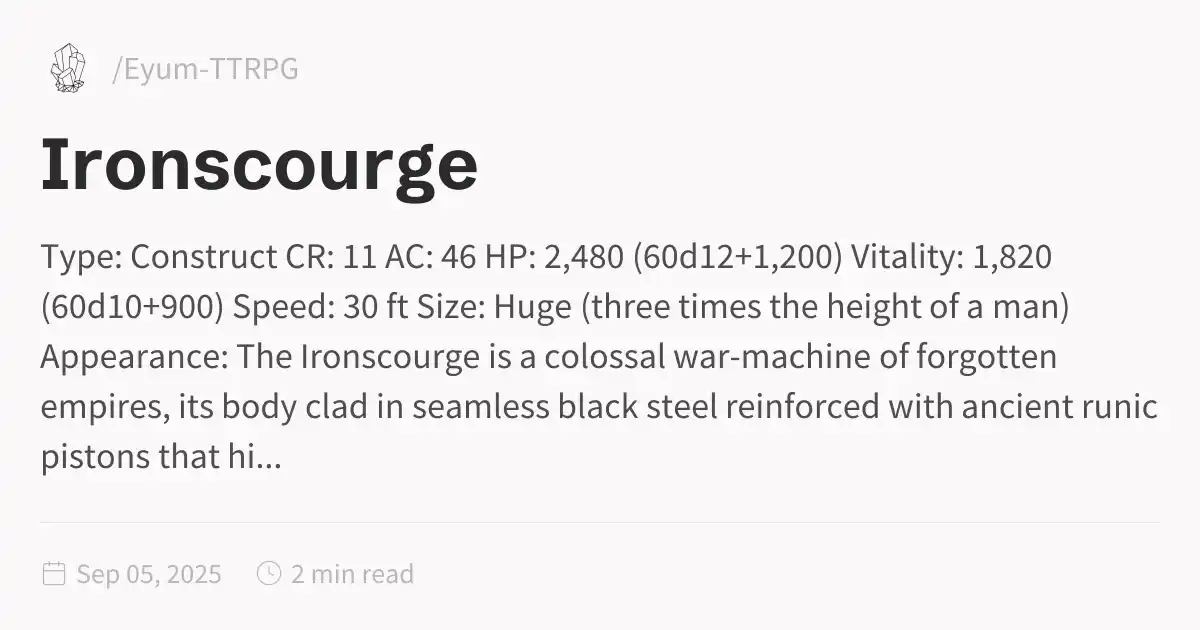 /Eyum-TTRPG
Ironscourge
Type: Construct CR: 11 AC: 46 HP: 2,480 (60d12+1,200) Vitality: 1,820
(60d10+900) Speed: 30 ft Size: Huge (three times the height of a man)
Appearance: The Ironscourge is a colossal war-machine of forgotten
empires, its body clad in seamless black steel reinforced with ancient runic
pistons that hi...
Sep 05, 2025 2 min read